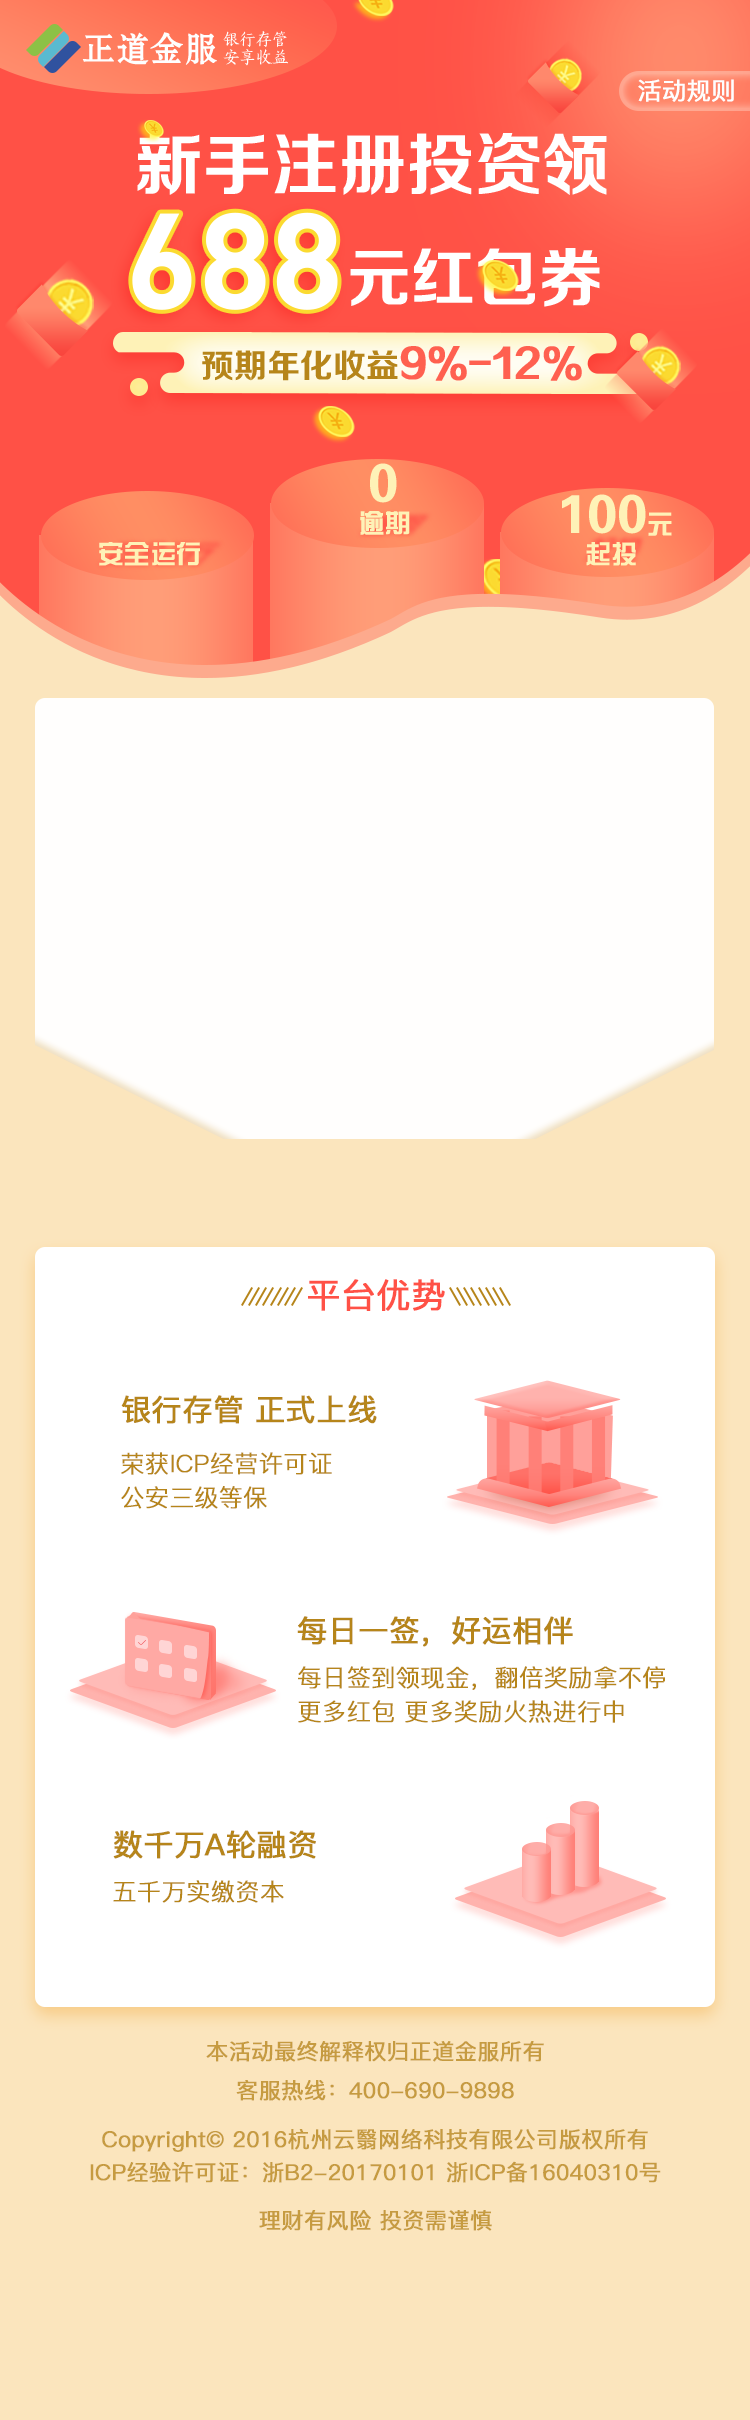 正道金服 银行存管
安享收益
活动规则
新手注册投资领
688元红包券
预期年化收益9%-12%
0
逾期
100元
起投
安全运行
平台优势
银行存管 正式上线
荣获ICP经营许可证
公安三级等保
每日一签，好运相伴
每日签到领现金，翻倍奖励拿不停
更多红包 更多奖励火热进行中
数千万A轮融资
五千万实缴资本
本活动最终解释权归正道金服所有
客服热线：400-690-9898
Copyright© 2016杭州云翳网络科技有限公司版权所有
ICP经验许可证：浙B2-20170101 浙ICP备16040310号
理财有风险 投资需谨慎